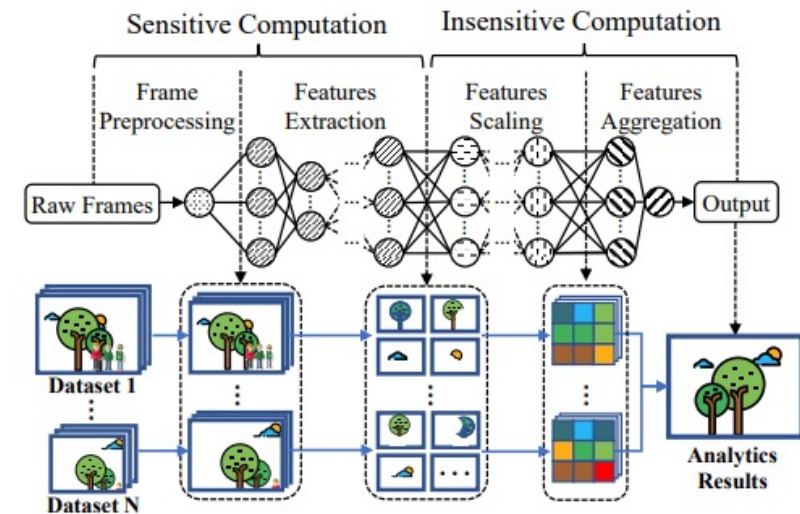 Sensitive Computation
Insensitive Computation
Frame
Preprocessing
Features
Extraction
Features
Scaling
Features
Aggregation
Raw Frames
Output
Dataset 1
Dataset N
Analytics
Results